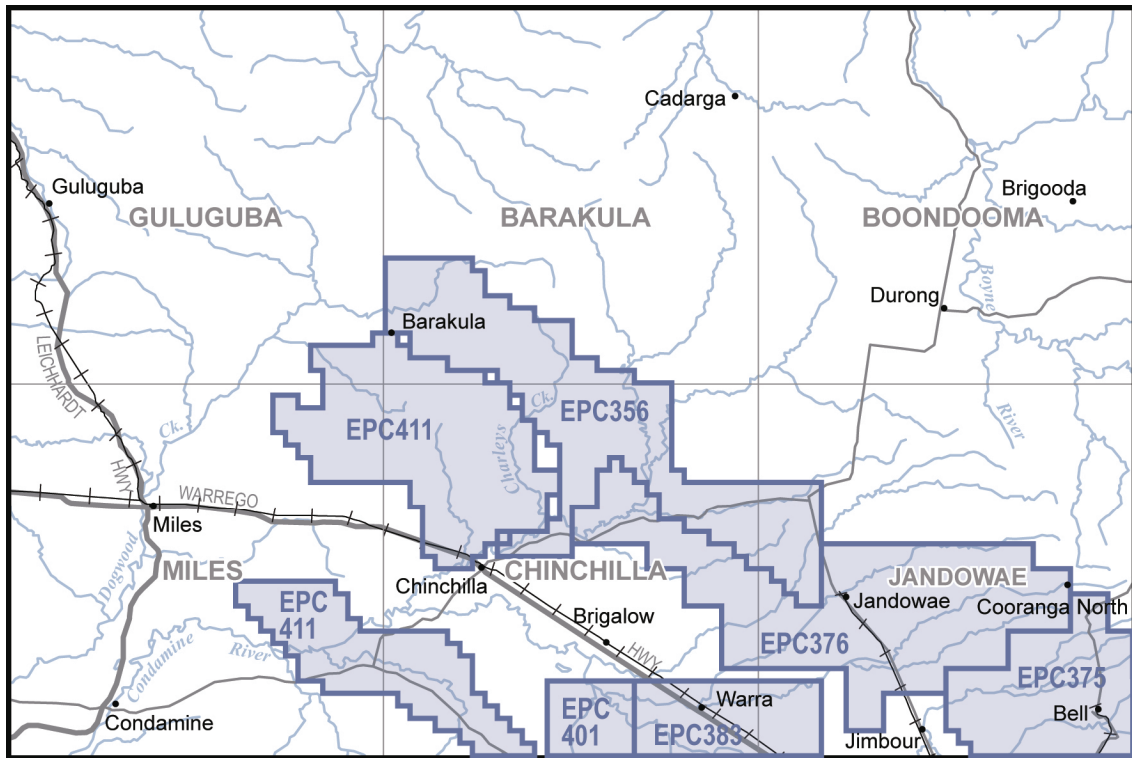 Cadarga
Guluguba
Brigooda
GULUGUBA
BARAKULA
BOONDOOMA
Boyne
Durong
Barakula
LEICHHARDT
HWY
Ck.
EPC356
EPC411
Ck.
Charleys
River
WARREGO
Miles
Dogwood
MILES
CHINCHILLA
JANDOWAE
Chinchilla
Jandowae
Cooranga North
EPC
411
Brigalow
EPC376
HWY
Condamine
River
EPC375
Condamine
Warra
Bell
EPC
401
EPC383
Jimbour